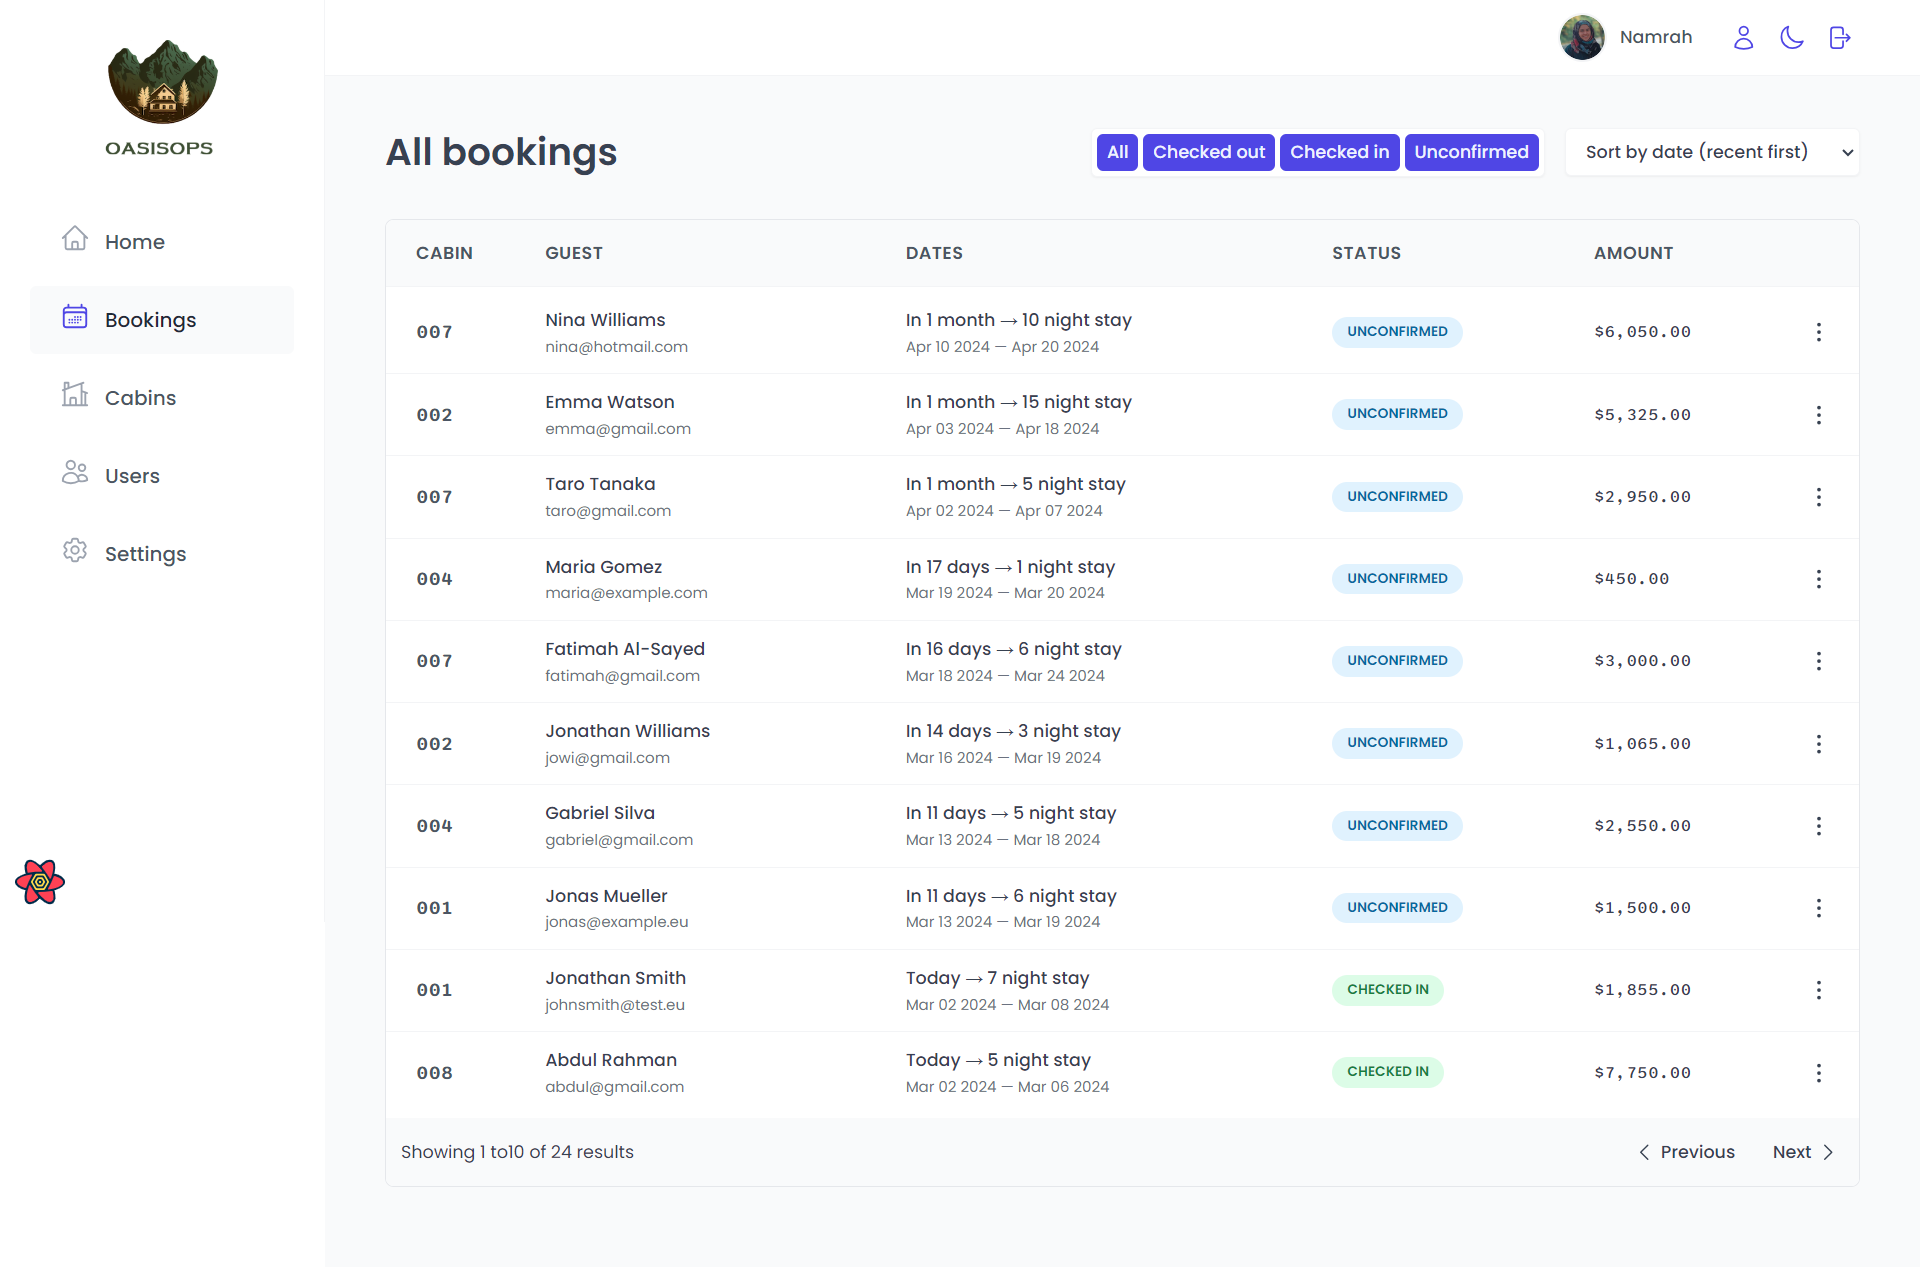 OASISOPS
Namrah
Home
Bookings
Cabins
Users
Settings
All bookings
All Checked out Checked in Unconfirmed Sort by date (recent first)
CABIN GUEST DATES STATUS AMOUNT
007 Nina Williams In 1 month → 10 night stay UNCONFIRMED $6,050.00
nina@hotmail.com Apr 10 2024 — Apr 20 2024
002 Emma Watson In 1 month → 15 night stay UNCONFIRMED $5,325.00
emma@gmail.com Apr 03 2024 — Apr 18 2024
007 Taro Tanaka In 1 month → 5 night stay UNCONFIRMED $2,950.00
taro@gmail.com Apr 02 2024 — Apr 07 2024
004 Maria Gomez In 17 days → 1 night stay UNCONFIRMED $450.00
maria@example.com Mar 19 2024 — Mar 20 2024
007 Fatimah Al-Sayed In 16 days → 6 night stay UNCONFIRMED $3,000.00
fatimah@gmail.com Mar 18 2024 — Mar 24 2024
002 Jonathan Williams In 14 days → 3 night stay UNCONFIRMED $1,065.00
jowi@gmail.com Mar 16 2024 — Mar 19 2024
004 Gabriel Silva In 11 days → 5 night stay UNCONFIRMED $2,550.00
gabriel@gmail.com Mar 13 2024 — Mar 18 2024
001 Jonas Mueller In 11 days → 6 night stay UNCONFIRMED $1,500.00
jonas@example.eu Mar 13 2024 — Mar 19 2024
001 Jonathan Smith Today → 7 night stay CHECKED IN $1,855.00
johnsmith@test.eu Mar 02 2024 — Mar 08 2024
008 Abdul Rahman Today → 5 night stay CHECKED IN $7,750.00
abdul@gmail.com Mar 02 2024 — Mar 06 2024
Showing 1 to10 of 24 results Previous Next